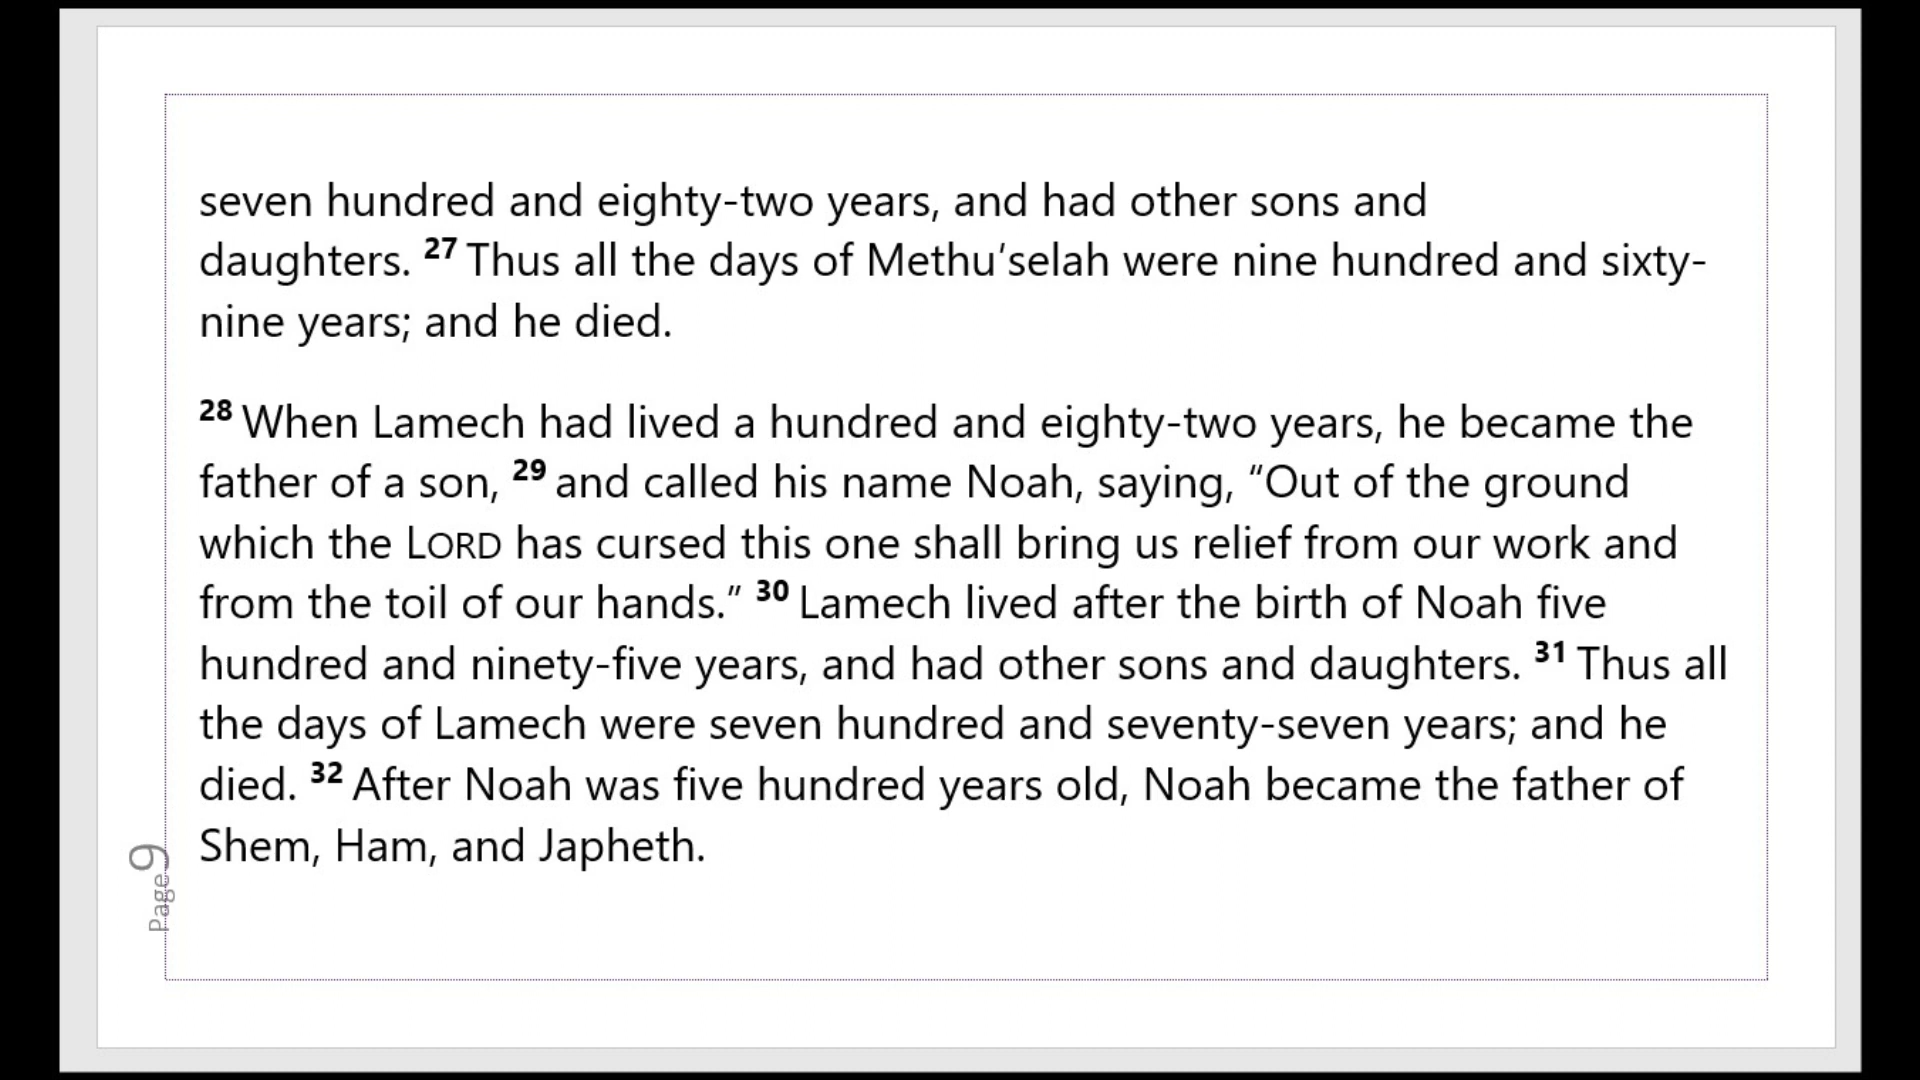 seven hundred and eighty-two years, and had other sons and
daughters. 27 Thus all the days of Methu′selah were nine hundred and sixty-
nine years; and he died.
28 When Lamech had lived a hundred and eighty-two years, he became the
father of a son, 29 and called his name Noah, saying, “Out of the ground
which the LORD has cursed this one shall bring us relief from our work and
from the toil of our hands.” 30 Lamech lived after the birth of Noah five
hundred and ninety-five years, and had other sons and daughters. 31 Thus all
the days of Lamech were seven hundred and seventy-seven years; and he
died. 32 After Noah was five hundred years old, Noah became the father of
Shem, Ham, and Japheth.
Page 9